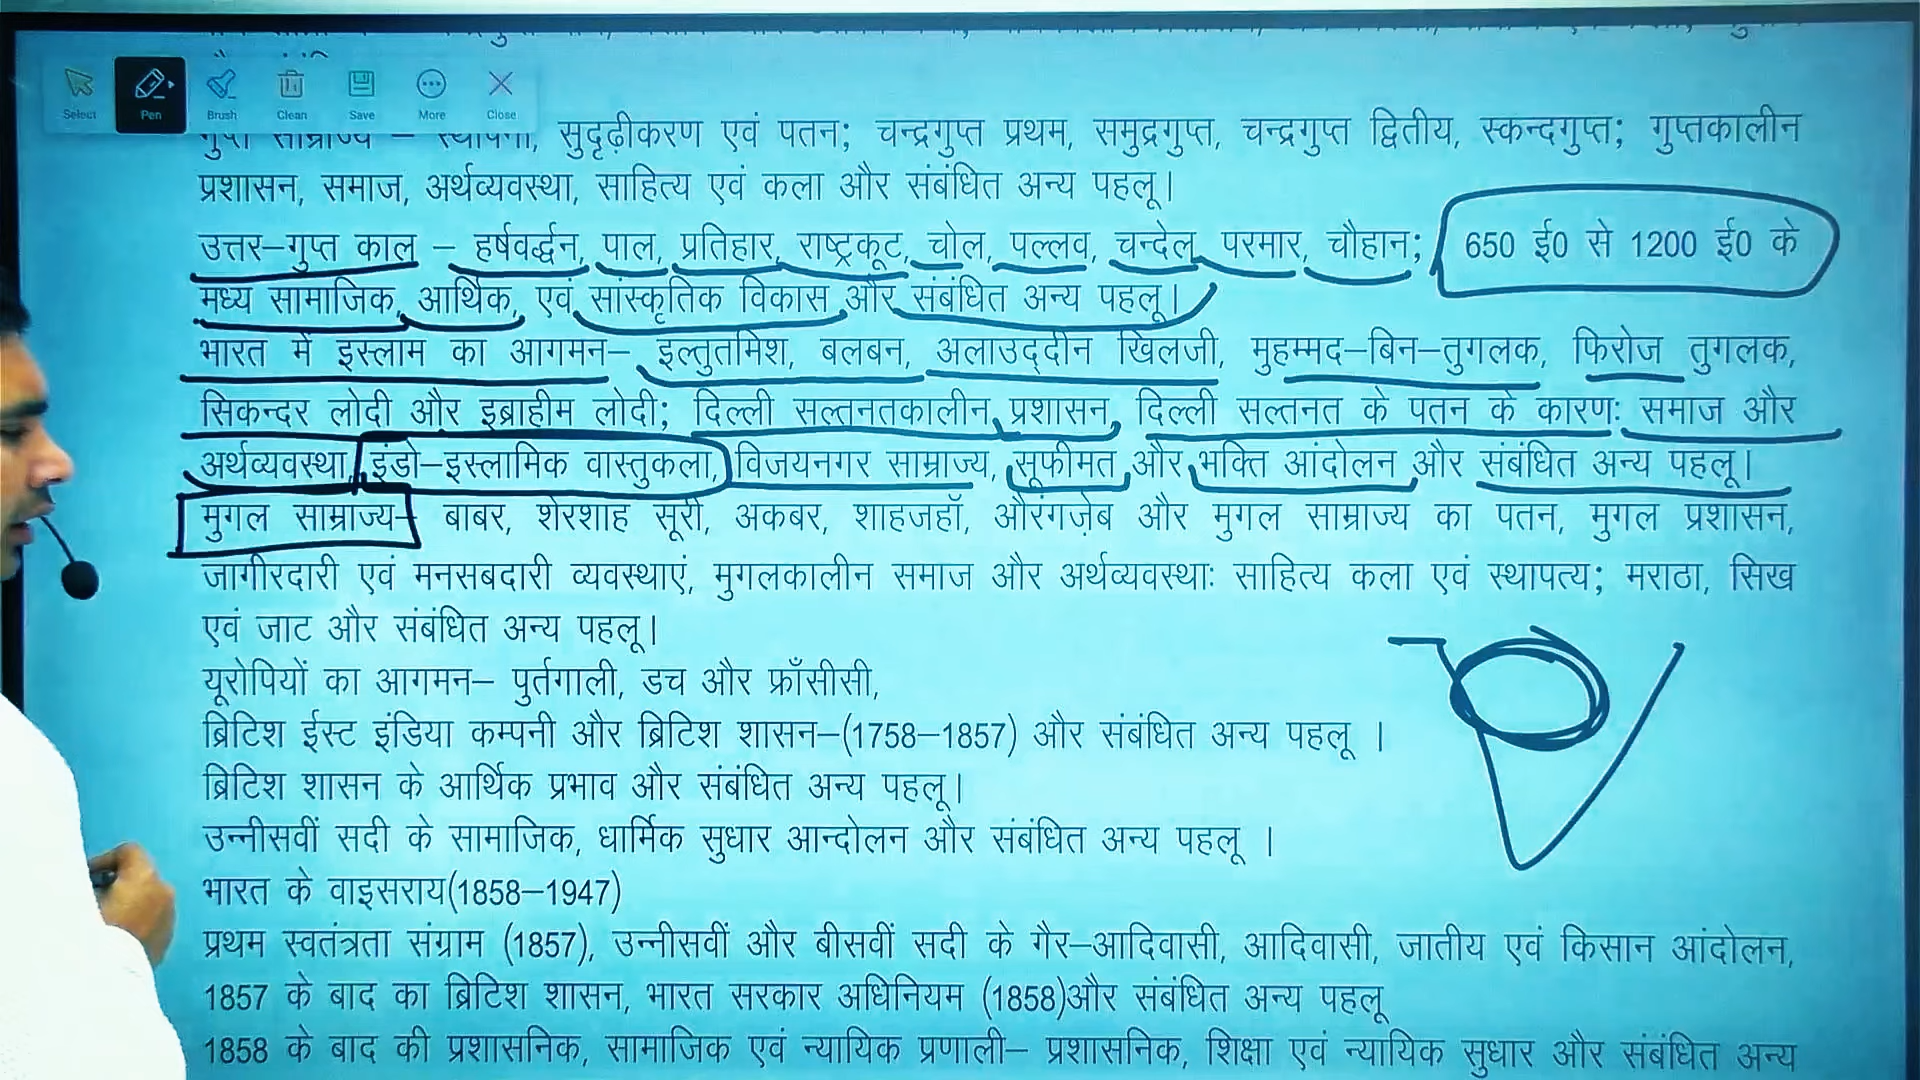 Select Pen Brush Clean Save More Close
सुदृढ़ीकरण एवं पतन; चन्द्रगुप्त प्रथम, समुद्रगुप्त, चन्द्रगुप्त द्वितीय, स्कन्दगुप्त; गुप्तकालीन
प्रशासन, समाज, अर्थव्यवस्था, साहित्य एवं कला और संबंधित अन्य पहलू।
उत्तर–गुप्त काल – हर्षवर्द्धन, पाल, प्रतिहार, राष्ट्रकूट, चोल, पल्लव, चन्देल, परमार, चौहान; 650 ई0 से 1200 ई0 के
मध्य सामाजिक, आर्थिक, एवं सांस्कृतिक विकास और संबंधित अन्य पहलू।
भारत में इस्लाम का आगमन– इल्तुतमिश, बलबन, अलाउद्दीन खिलजी, मुहम्मद–बिन–तुगलक, फिरोज तुगलक,
सिकन्दर लोदी और इब्राहीम लोदी; दिल्ली सल्तनतकालीन प्रशासन, दिल्ली सल्तनत के पतन के कारणः समाज और
अर्थव्यवस्था, इंडो–इस्लामिक वास्तुकला, विजयनगर साम्राज्य, सूफीमत और भक्ति आंदोलन और संबंधित अन्य पहलू।
मुगल साम्राज्य– बाबर, शेरशाह सूरी, अकबर, शाहजहॉ, औरंगज़ेब और मुगल साम्राज्य का पतन, मुगल प्रशासन,
जागीरदारी एवं मनसबदारी व्यवस्थाएं, मुगलकालीन समाज और अर्थव्यवस्थाः साहित्य कला एवं स्थापत्य; मराठा, सिख
एवं जाट और संबंधित अन्य पहलू।
यूरोपियों का आगमन– पुर्तगाली, डच और फ्राँसीसी,
ब्रिटिश ईस्ट इंडिया कम्पनी और ब्रिटिश शासन–(1758–1857) और संबंधित अन्य पहलू ।
ब्रिटिश शासन के आर्थिक प्रभाव और संबंधित अन्य पहलू।
उन्नीसवीं सदी के सामाजिक, धार्मिक सुधार आन्दोलन और संबंधित अन्य पहलू ।
भारत के वाइसराय(1858–1947)
प्रथम स्वतंत्रता संग्राम (1857), उन्नीसवीं और बीसवीं सदी के गैर–आदिवासी, आदिवासी, जातीय एवं किसान आंदोलन,
1857 के बाद का ब्रिटिश शासन, भारत सरकार अधिनियम (1858)और संबंधित अन्य पहलू
1858 के बाद की प्रशासनिक, सामाजिक एवं न्यायिक प्रणाली– प्रशासनिक, शिक्षा एवं न्यायिक सुधार और संबंधित अन्य